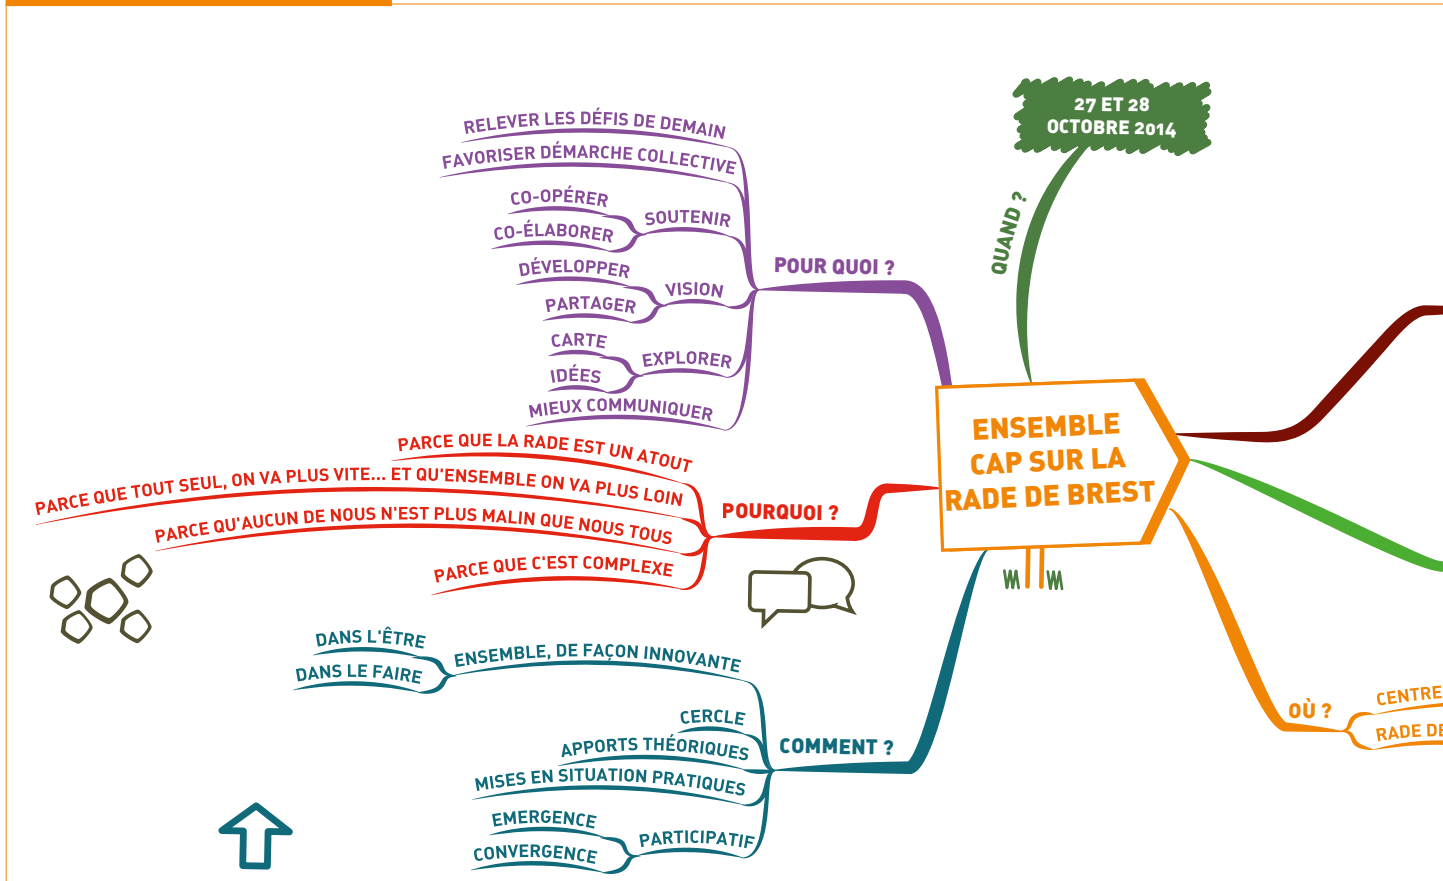 27 ET 28
OCTOBRE 2014
QUAND ?
ENSEMBLE
CAP SUR LA
RADE DE BREST
POUR QUOI ?
RELEVER LES DÉFIS DE DEMAIN
FAVORISER DÉMARCHE COLLECTIVE
SOUTENIR
CO-OPÉRER
CO-ÉLABORER
VISION
DÉVELOPPER
PARTAGER
EXPLORER
CARTE
IDÉES
MIEUX COMMUNIQUER
POURQUOI ?
PARCE QUE LA RADE EST UN ATOUT
PARCE QUE TOUT SEUL, ON VA PLUS VITE... ET QU'ENSEMBLE ON VA PLUS LOIN
PARCE QU'AUCUN DE NOUS N'EST PLUS MALIN QUE NOUS TOUS
PARCE QUE C'EST COMPLEXE
COMMENT ?
ENSEMBLE, DE FAÇON INNOVANTE
DANS L'ÊTRE
DANS LE FAIRE
CERCLE
APPORTS THÉORIQUES
MISES EN SITUATION PRATIQUES
PARTICIPATIF
EMERGENCE
CONVERGENCE
OÙ ?
CENTRE
RADE DE